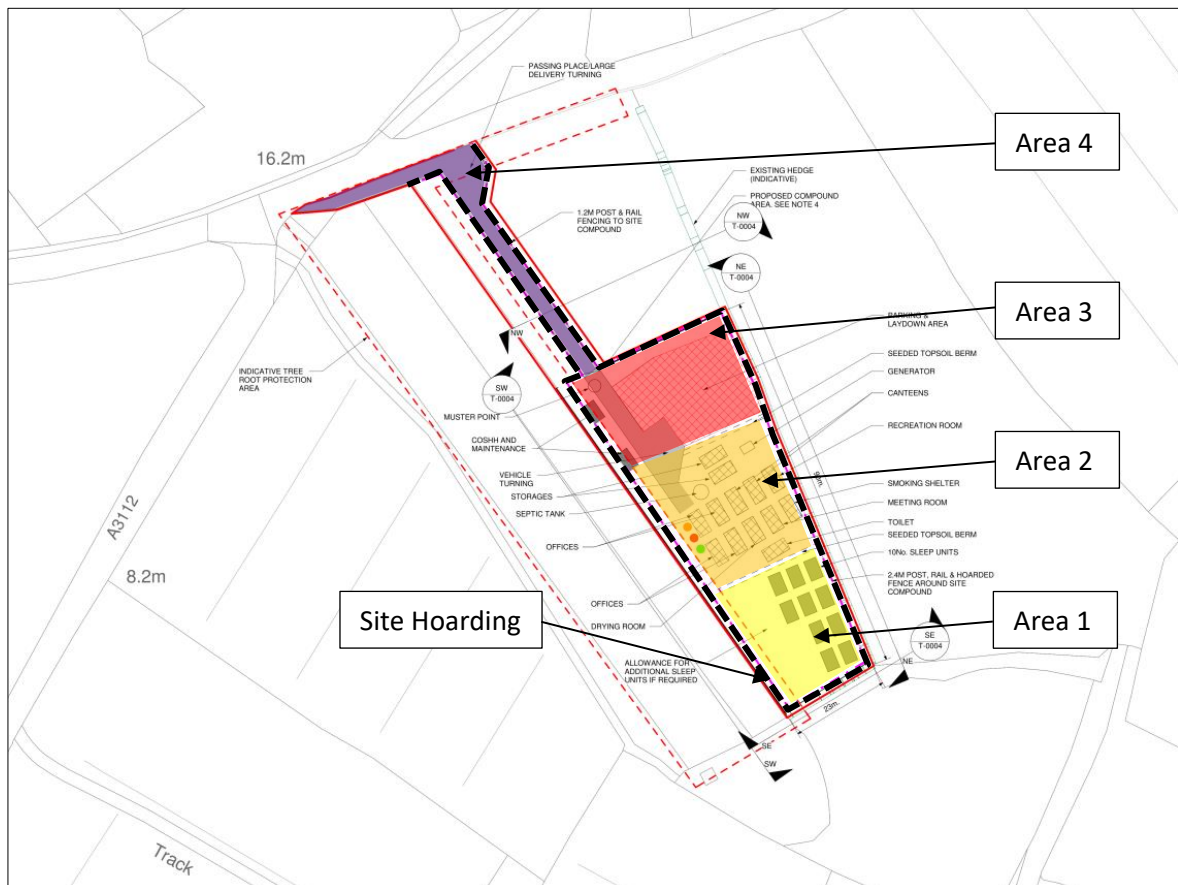 PASSING PLACE/LARGE
DELIVERY TURNING
Area 4
16.2m
EXISTING HEDGE
(INDICATIVE)
PROPOSED COMPOUND
AREA. SEE NOTE 4
NW
T-0004
1.2M POST & RAIL
FENCING TO SITE
COMPOUND
NE
T-0004
Area 3
PARKING &
LAYDOWN AREA
NW
SEEDED TOPSOIL BERM
GENERATOR
INDICATIVE TREE
ROOT PROTECTION
AREA
SW
T-0004
CANTEENS
MUSTER POINT
RECREATION ROOM
COSHH AND
MAINTENANCE
Area 2
VEHICLE
TURNING
SMOKING SHELTER
STORAGES
MEETING ROOM
SEPTIC TANK
TOILET
A3112
SEEDED TOPSOIL BERM
OFFICES
10No. SLEEP UNITS
8.2m
2.4M POST, RAIL & HOARDED
FENCE AROUND SITE
COMPOUND
OFFICES
Site Hoarding
DRYING ROOM
Area 1
SE
T-0004
ALLOWANCE FOR
ADDITIONAL SLEEP
UNITS IF REQUIRED
NE
23m.
SE
SW
Track